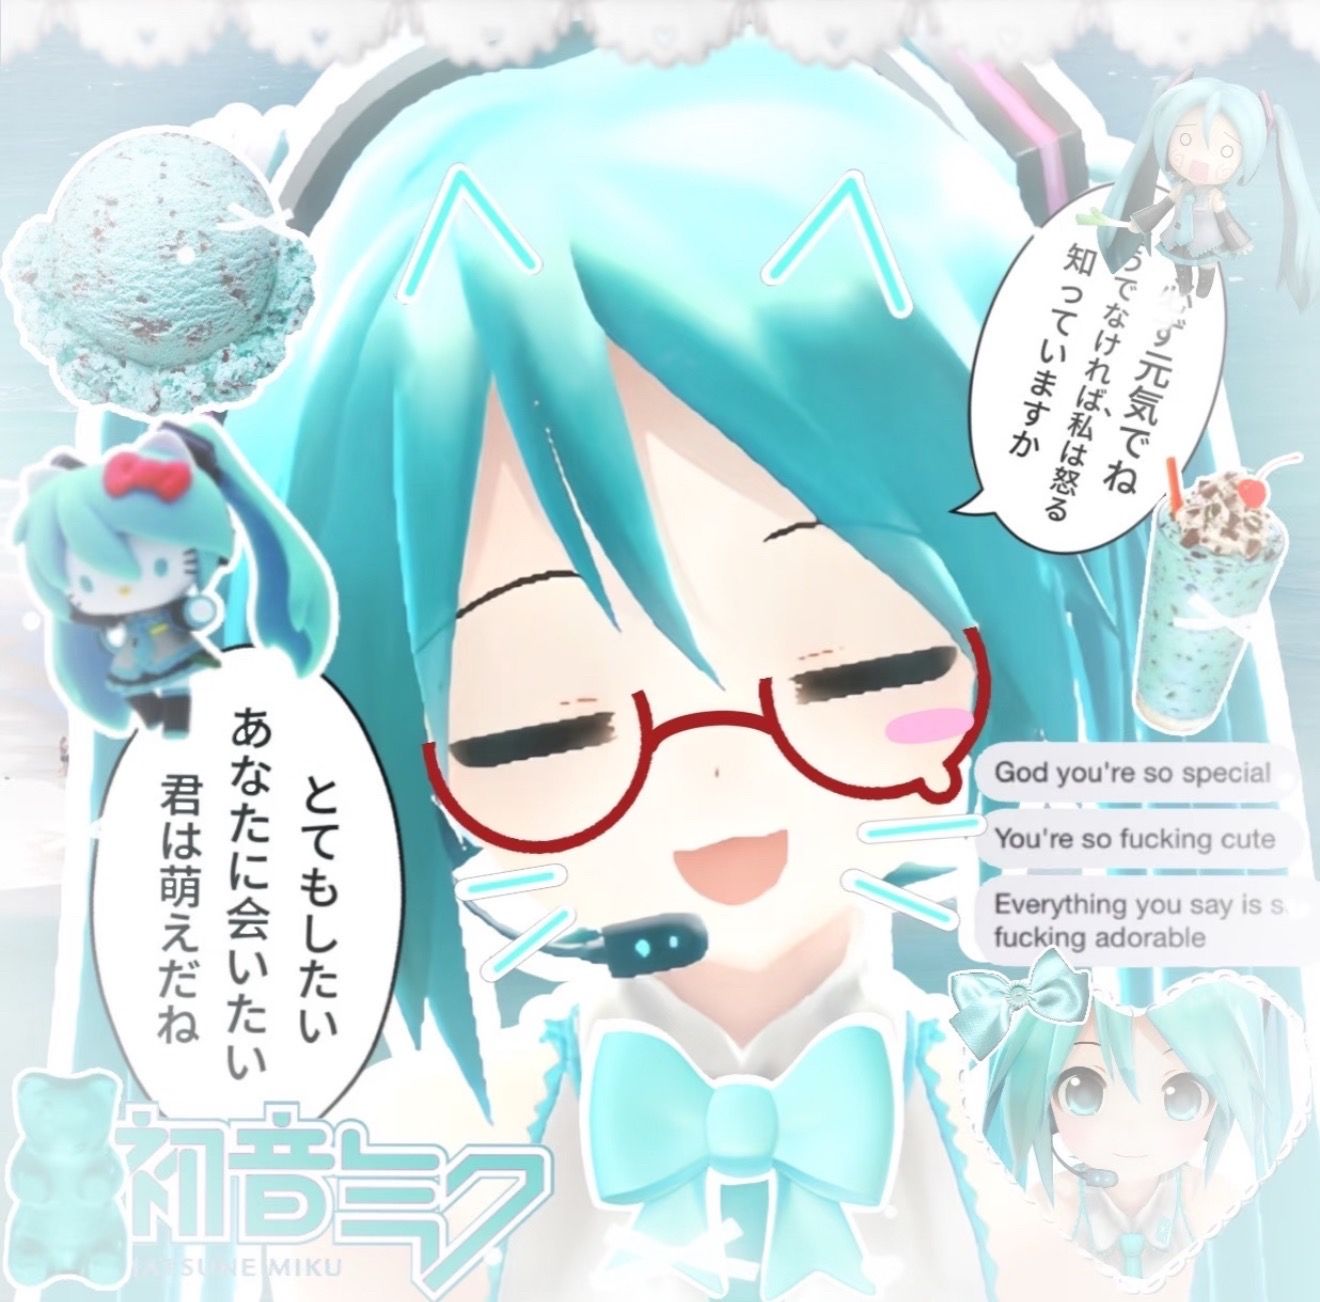 ず元気でね
うでなければ、私は怒る
知っていますか
とてもしたい
あなたに会いたい
君は萌えだね
God you're so special
You're so fucking cute
Everything you say is
fucking adorable
初音ミク
HATSUNE MIKU